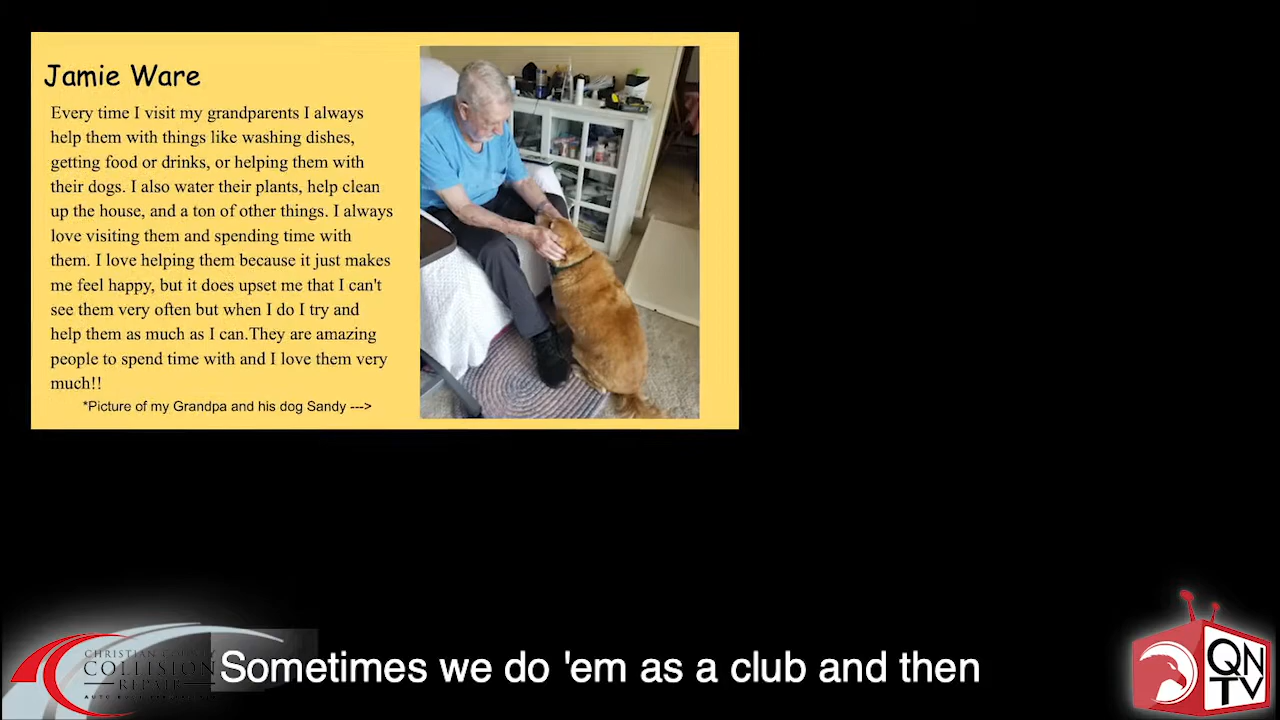 Jamie Ware
Every time I visit my grandparents I always
help them with things like washing dishes,
getting food or drinks, or helping them with
their dogs. I also water their plants, help clean
up the house, and a ton of other things. I always
love visiting them and spending time with
them. I love helping them because it just makes
me feel happy, but it does upset me that I can't
see them very often but when I do I try and
help them as much as I can.They are amazing
people to spend time with and I love them very
much!!
*Picture of my Grandpa and his dog Sandy --->
CHRISTIAN COUNTY
COLLISION
REPAIR
Sometimes we do 'em as a club and then
QN
TV